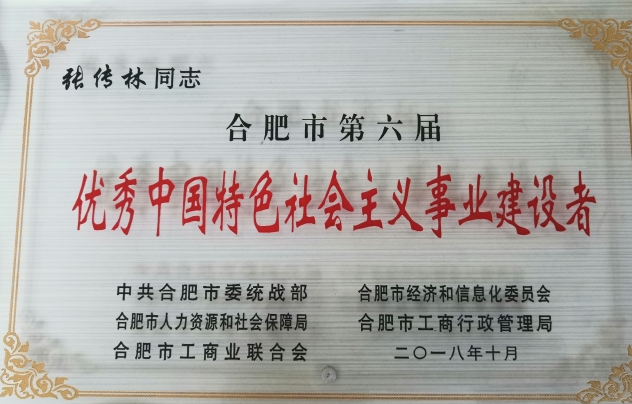 张传林同志
合肥市第六届
优秀中国特色社会主义事业建设者
中共合肥市委统战部 合肥市经济和信息化委员会
合肥市人力资源和社会保障局 合肥市工商行政管理局
合肥市工商业联合会 二〇一八年十月